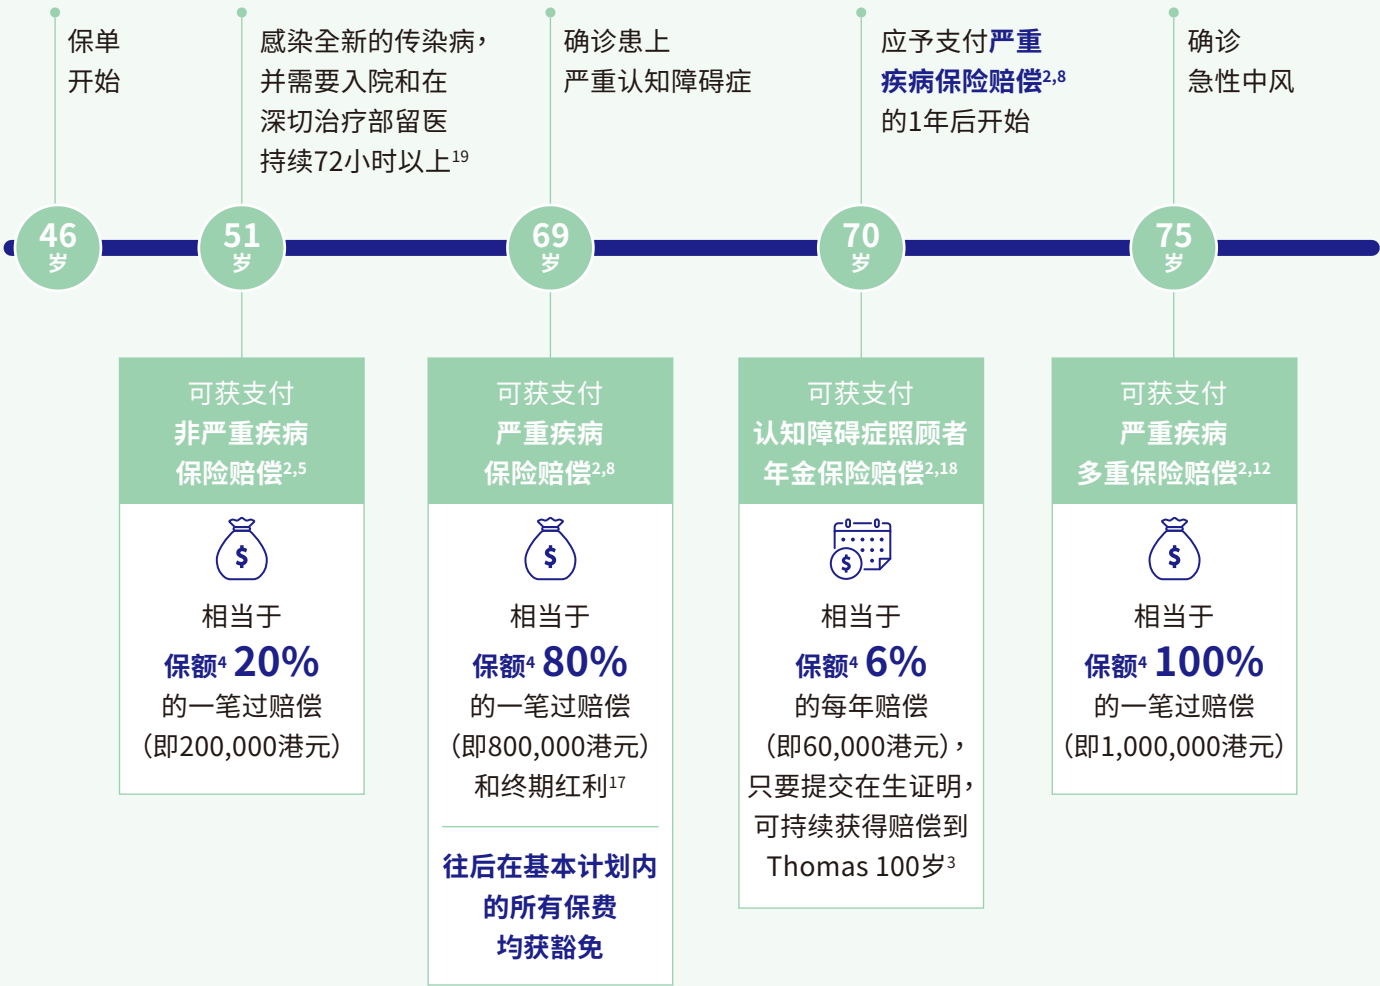 保单
开始
感染全新的传染病，
并需要入院和在
深切治疗部留医
持续72小时以上19
确诊患上
严重认知障碍症
应予支付严重
疾病保险赔偿2,8
的1年后开始
确诊
急性中风
46
岁
51
岁
69
岁
70
岁
75
岁
可获支付
非严重疾病
保险赔偿2,5
$
相当于
保额4 20%
的一笔过赔偿
（即200,000港元）
可获支付
严重疾病
保险赔偿2,8
$
相当于
保额4 80%
的一笔过赔偿
（即800,000港元）
和终期红利17
往后在基本计划内
的所有保费
均获豁免
可获支付
认知障碍症照顾者
年金保险赔偿2,18
$
相当于
保额4 6%
的每年赔偿
（即60,000港元），
只要提交在生证明，
可持续获得赔偿到
Thomas 100岁3
可获支付
严重疾病
多重保险赔偿2,12
$
相当于
保额4 100%
的一笔过赔偿
（即1,000,000港元）